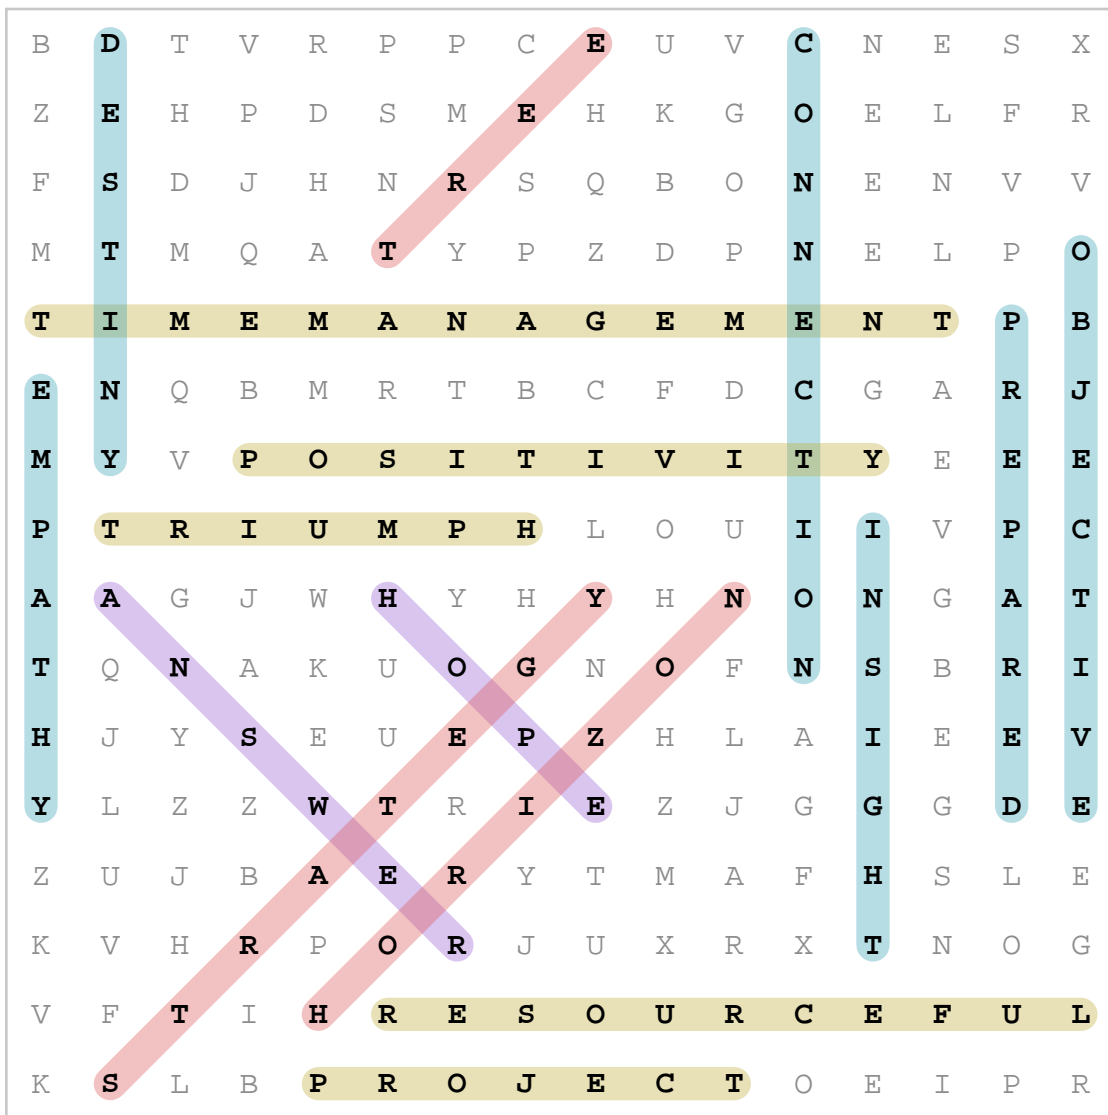 B D T V R P P C E U V C N E S X
Z E H P D S M E H K G O E L F R
F S D J H N R S Q B O N E N V V
M T M Q A T Y P Z D P N E L P O
T I M E M A N A G E M E N T P B
E N Q B M R T B C F D C G A R J
M Y V P O S I T I V I T Y E E E
P T R I U M P H L O U I I V P C
A A G J W H Y H Y H N O N G A T
T Q N A K U O G N O F N S B R I
H J Y S E U E P Z H L A I E E V
Y L Z Z W T R I E Z J G G G D E
Z U J B A E R Y T M A F H S L E
K V H R P O R J U X R X T N O G
V F T I H R E S O U R C E F U L
K S L B P R O J E C T O E I P R